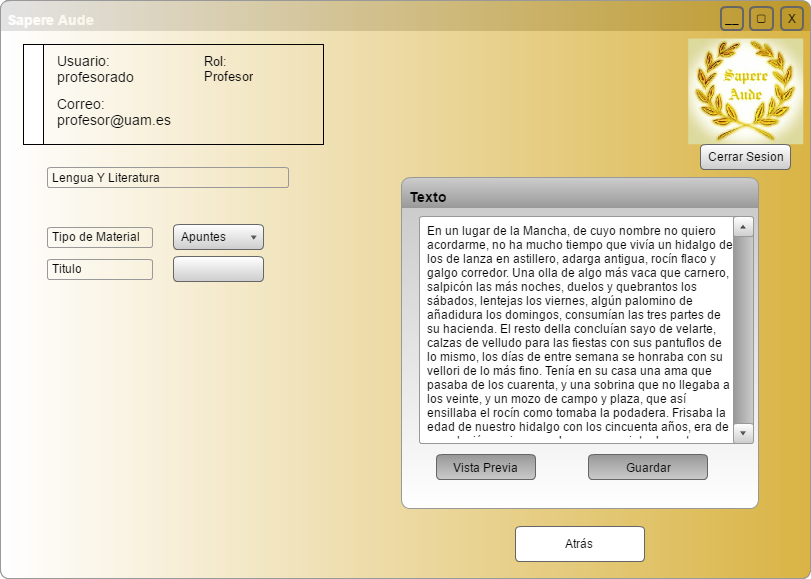 Sapere Aude
__ □ X
Usuario:
profesorado
Rol:
Profesor
Correo:
profesor@uam.es
Sapere
Aude
Cerrar Sesion
Lengua Y Literatura
Tipo de Material
Apuntes
Titulo
Texto
En un lugar de la Mancha, de cuyo nombre no quiero
acordarme, no ha mucho tiempo que vivía un hidalgo de
los de lanza en astillero, adarga antigua, rocín flaco y
galgo corredor. Una olla de algo más vaca que carnero,
salpicón las más noches, duelos y quebrantos los
sábados, lentejas los viernes, algún palomino de
añadidura los domingos, consumían las tres partes de
su hacienda. El resto della concluían sayo de velarte,
calzas de velludo para las fiestas con sus pantuflos de
lo mismo, los días de entre semana se honraba con su
vellori de lo más fino. Tenía en su casa una ama que
pasaba de los cuarenta, y una sobrina que no llegaba a
los veinte, y un mozo de campo y plaza, que así
ensillaba el rocín como tomaba la podadera. Frisaba la
edad de nuestro hidalgo con los cincuenta años, era de
Vista Previa
Guardar
Atrás